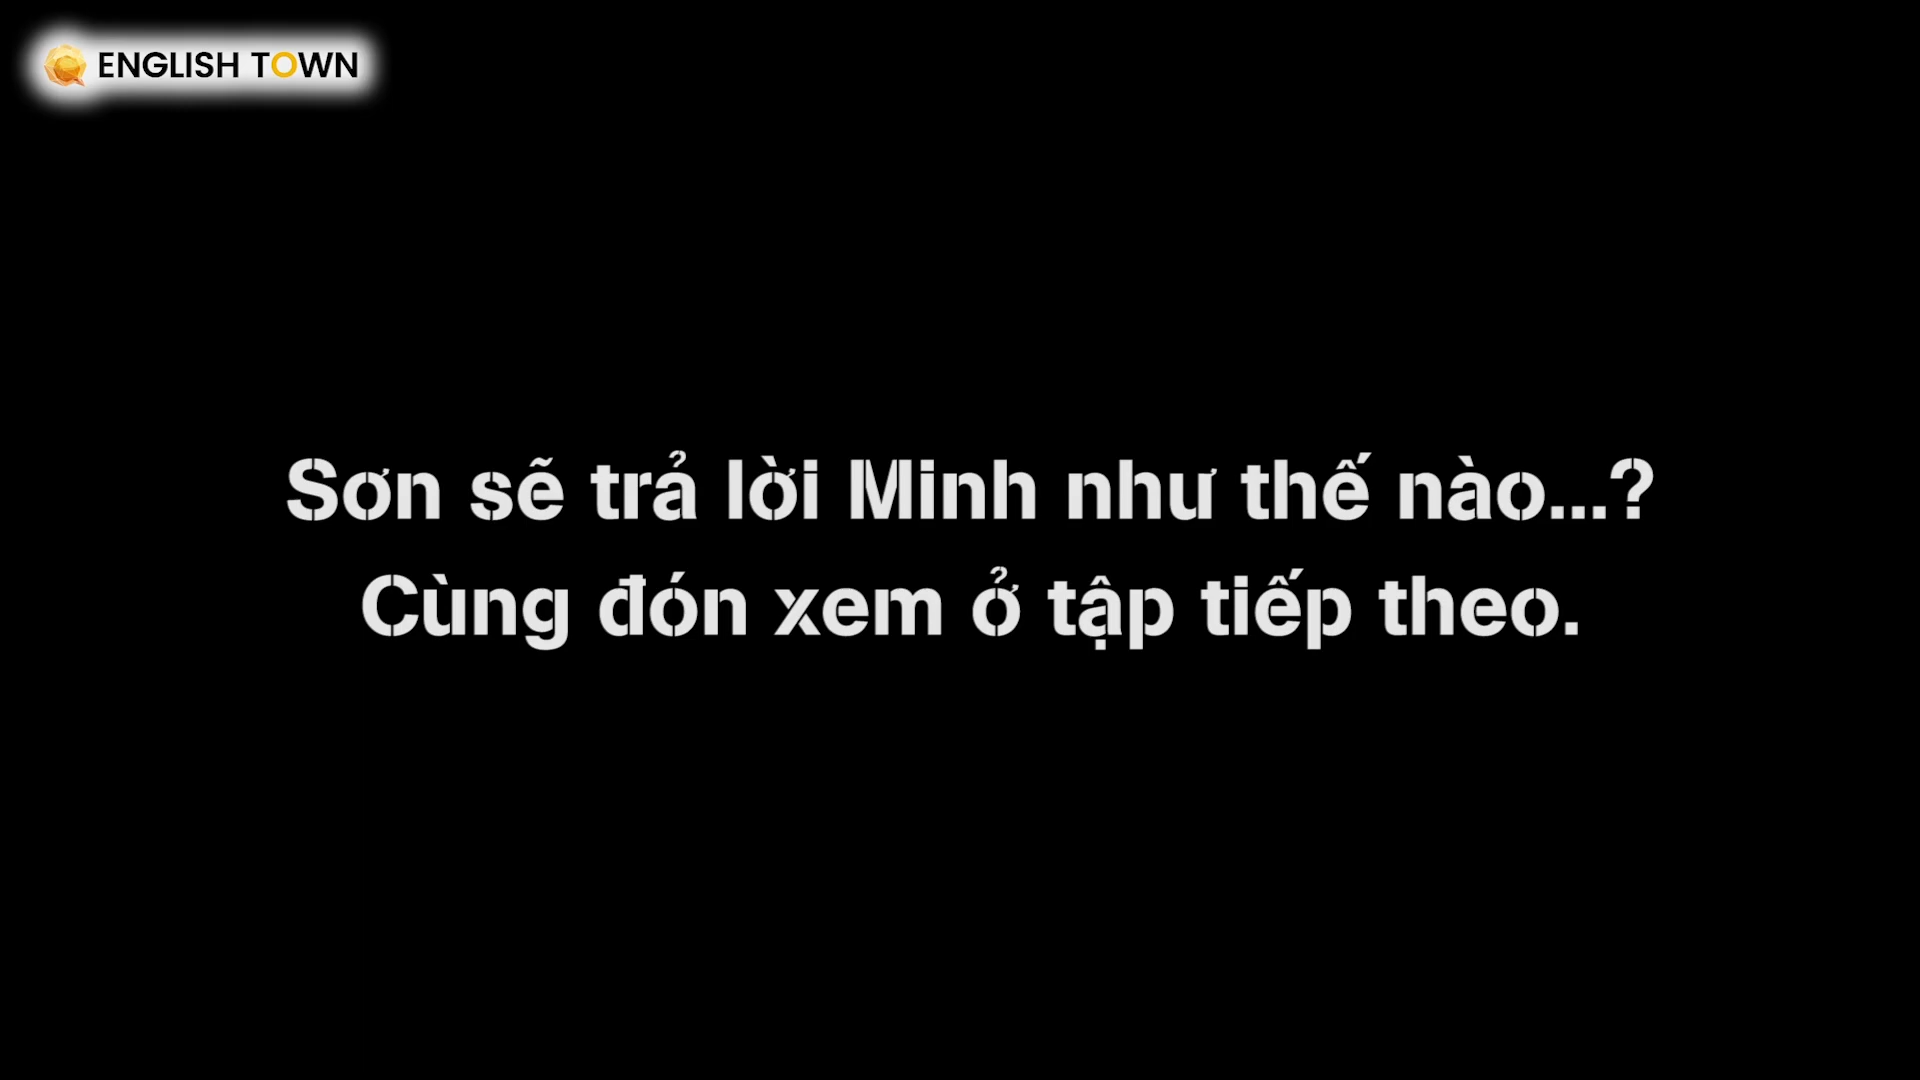 ENGLISH TOWN
Sơn sẽ trả lời Minh như thế nào...?
Cùng đón xem ở tập tiếp theo.